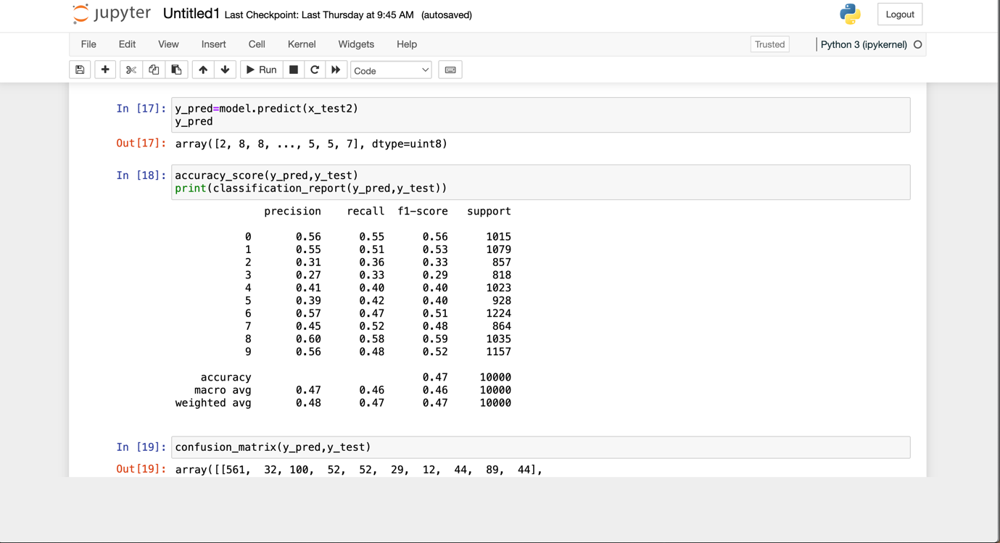 jupyter Untitled1 Last Checkpoint: Last Thursday at 9:45 AM (autosaved) Logout
File Edit View Insert Cell Kernel Widgets Help Trusted Python 3 (ipykernel)
Run Code
In [17]: y_pred=model.predict(x_test2)
y_pred
Out[17]: array([2, 8, 8, ..., 5, 5, 7], dtype=uint8)
In [18]: accuracy_score(y_pred,y_test)
print(classification_report(y_pred,y_test))
precision recall f1-score support
0 0.56 0.55 0.56 1015
1 0.55 0.51 0.53 1079
2 0.31 0.36 0.33 857
3 0.27 0.33 0.29 818
4 0.41 0.40 0.40 1023
5 0.39 0.42 0.40 928
6 0.57 0.47 0.51 1224
7 0.45 0.52 0.48 864
8 0.60 0.58 0.59 1035
9 0.56 0.48 0.52 1157
accuracy 0.47 10000
macro avg 0.47 0.46 0.46 10000
weighted avg 0.48 0.47 0.47 10000
In [19]: confusion_matrix(y_pred,y_test)
Out[19]: array([[561, 32, 100, 52, 52, 29, 12, 44, 89, 44],